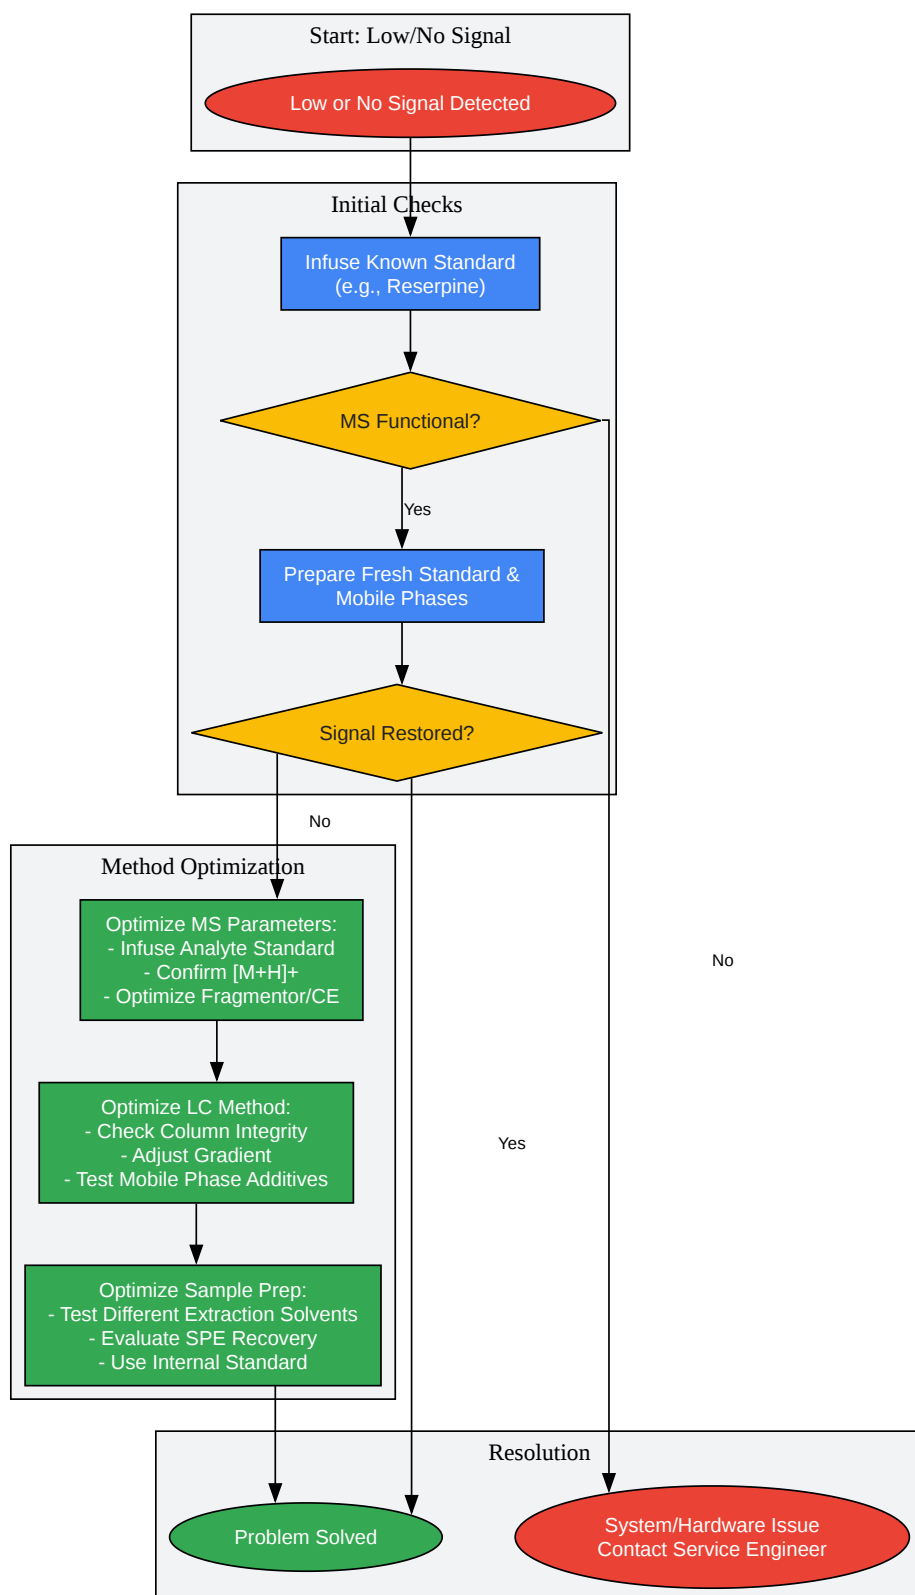 Start: Low/No Signal
Low or No Signal Detected
Initial Checks
Infuse Known Standard
(e.g., Reserpine)
MS Functional?
Yes
Prepare Fresh Standard &
Mobile Phases
Signal Restored?
No
Method Optimization
Optimize MS Parameters:
- Infuse Analyte Standard
- Confirm [M+H]+
- Optimize Fragmentor/CE
No
Optimize LC Method:
- Check Column Integrity
- Adjust Gradient
- Test Mobile Phase Additives
Yes
Optimize Sample Prep:
- Test Different Extraction Solvents
- Evaluate SPE Recovery
- Use Internal Standard
Resolution
Problem Solved
System/Hardware Issue
Contact Service Engineer